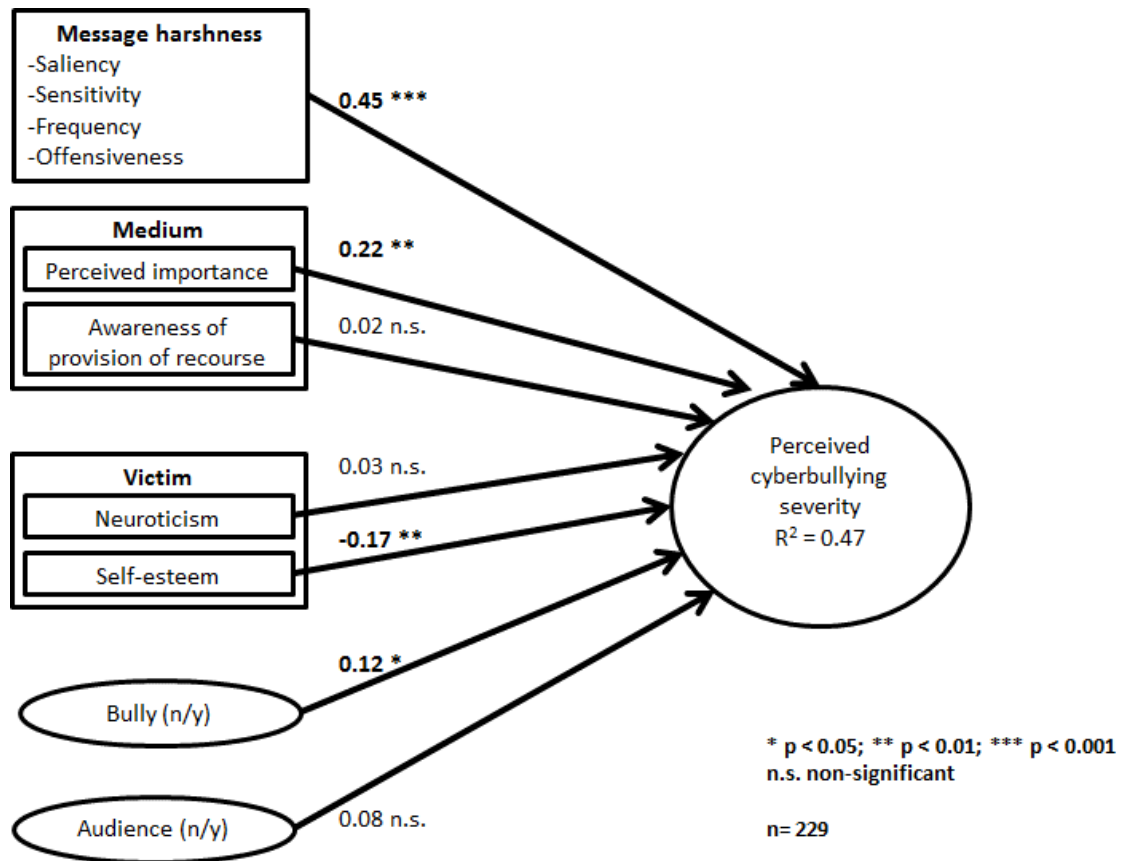 Message harshness
-Saliency
-Sensitivity
-Frequency
-Offensiveness
0.45 ***
Medium
Perceived importance
0.22 **
Awareness of
provision of recourse
0.02 n.s.
Victim
Neuroticism
0.03 n.s.
Self-esteem
-0.17 **
Bully (n/y)
0.12 *
Audience (n/y)
0.08 n.s.
Perceived
cyberbullying
severity
R² = 0.47
* p < 0.05; ** p < 0.01; *** p < 0.001
n.s. non-significant
n= 229